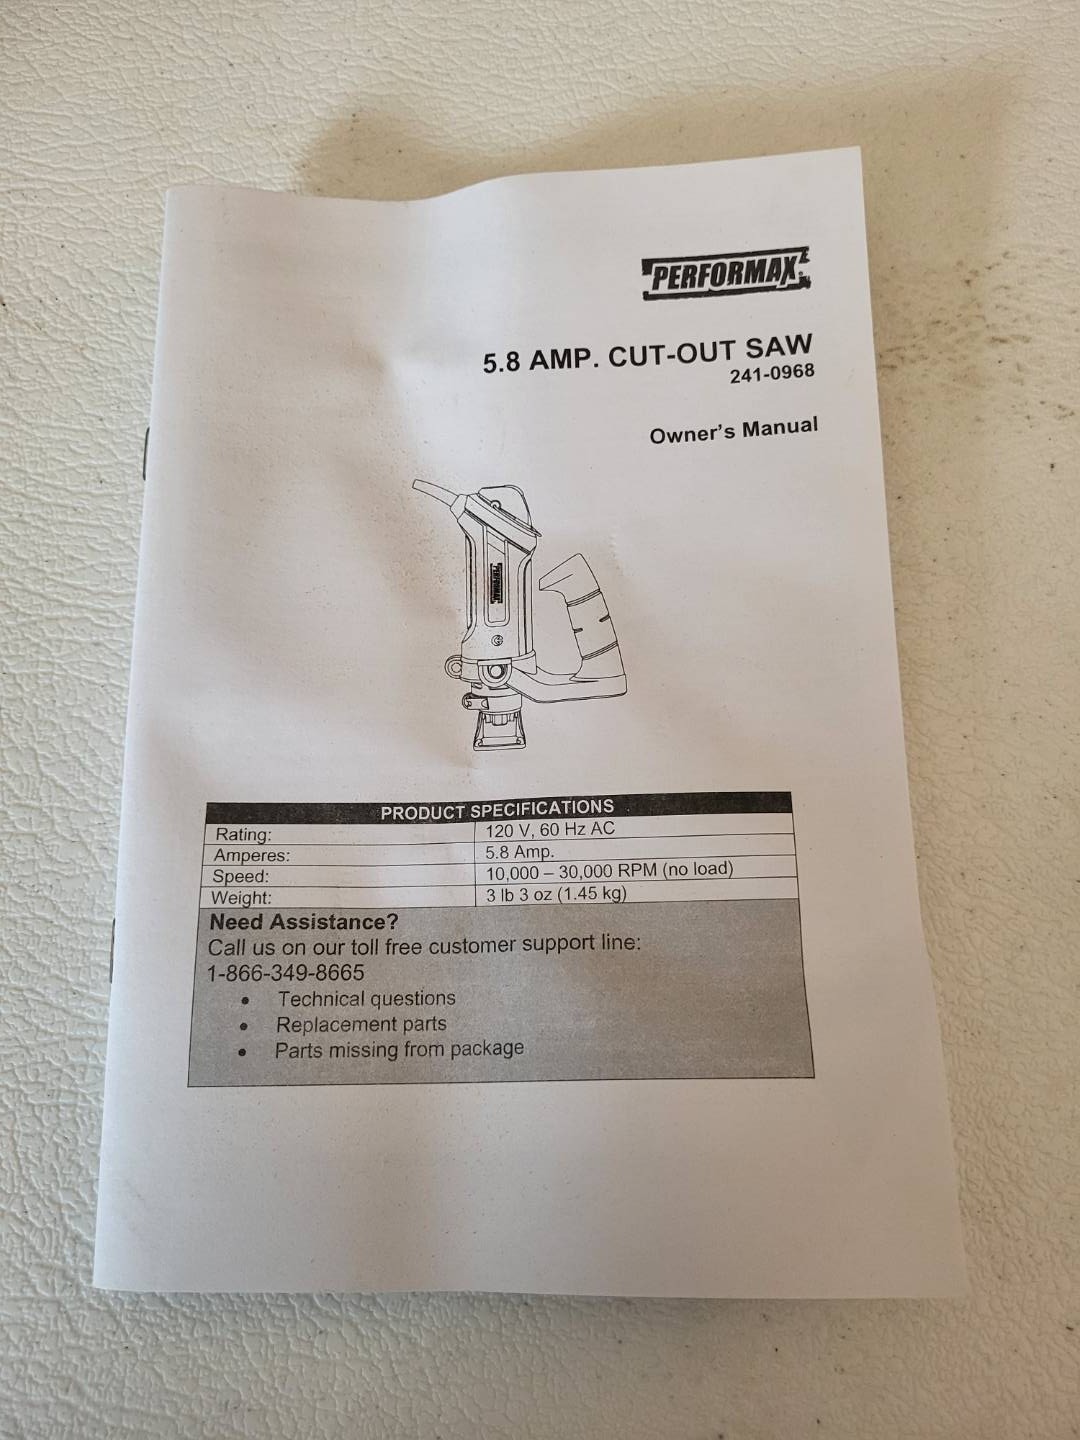 PERFORMAX
5.8 AMP. CUT-OUT SAW
241-0968
Owner's Manual
PERFORMAX
PRODUCT SPECIFICATIONS
Rating: 120 V, 60 Hz AC
Amperes: 5.8 Amp.
Speed: 10,000 – 30,000 RPM (no load)
Weight: 3 lb 3 oz (1.45 kg)
Need Assistance?
Call us on our toll free customer support line:
1-866-349-8665
• Technical questions
• Replacement parts
• Parts missing from package